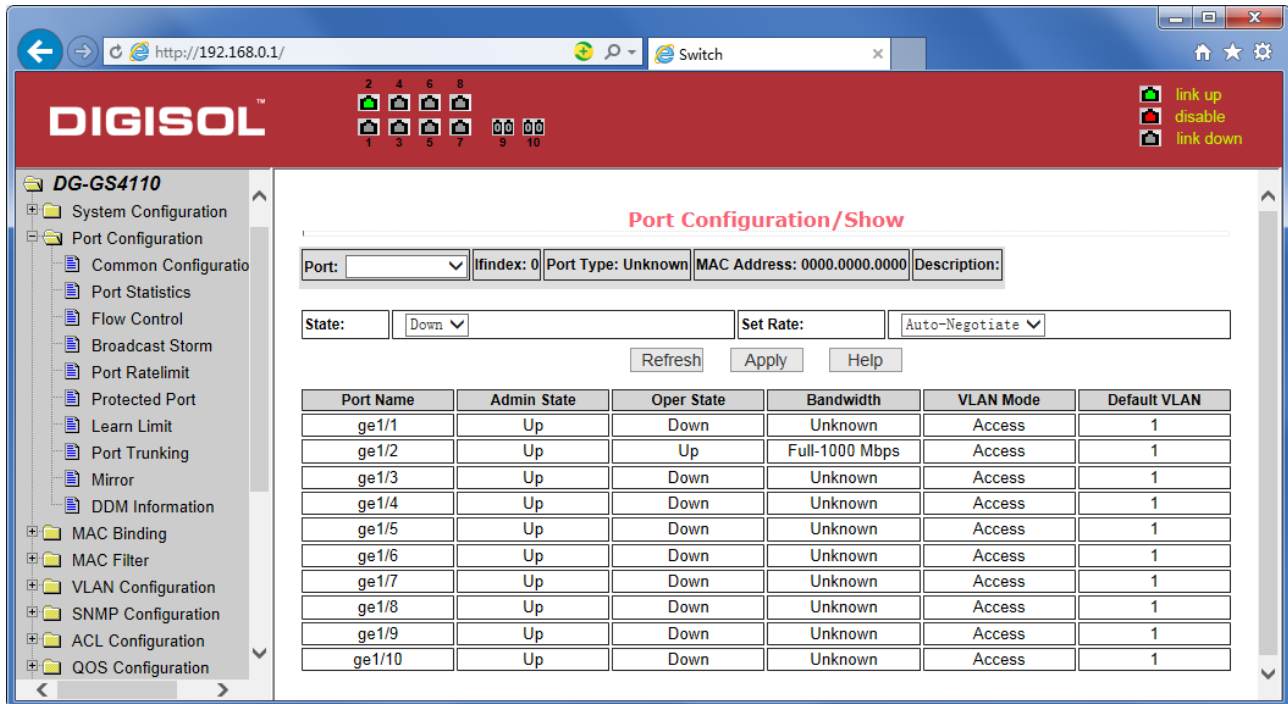 http://192.168.0.1/
Switch
DIGISOL™
2 4 6 8
1 3 5 7 9 10
link up
disable
link down
DG-GS4110
System Configuration
Port Configuration
Common Configuratio
Port Statistics
Flow Control
Broadcast Storm
Port Ratelimit
Protected Port
Learn Limit
Port Trunking
Mirror
DDM Information
MAC Binding
MAC Filter
VLAN Configuration
SNMP Configuration
ACL Configuration
QOS Configuration
Port Configuration/Show
Port: Ifindex: 0 Port Type: Unknown MAC Address: 0000.0000.0000 Description:
State: Down Set Rate: Auto-Negotiate
Refresh Apply Help
Port Name Admin State Oper State Bandwidth VLAN Mode Default VLAN
ge1/1 Up Down Unknown Access 1
ge1/2 Up Up Full-1000 Mbps Access 1
ge1/3 Up Down Unknown Access 1
ge1/4 Up Down Unknown Access 1
ge1/5 Up Down Unknown Access 1
ge1/6 Up Down Unknown Access 1
ge1/7 Up Down Unknown Access 1
ge1/8 Up Down Unknown Access 1
ge1/9 Up Down Unknown Access 1
ge1/10 Up Down Unknown Access 1